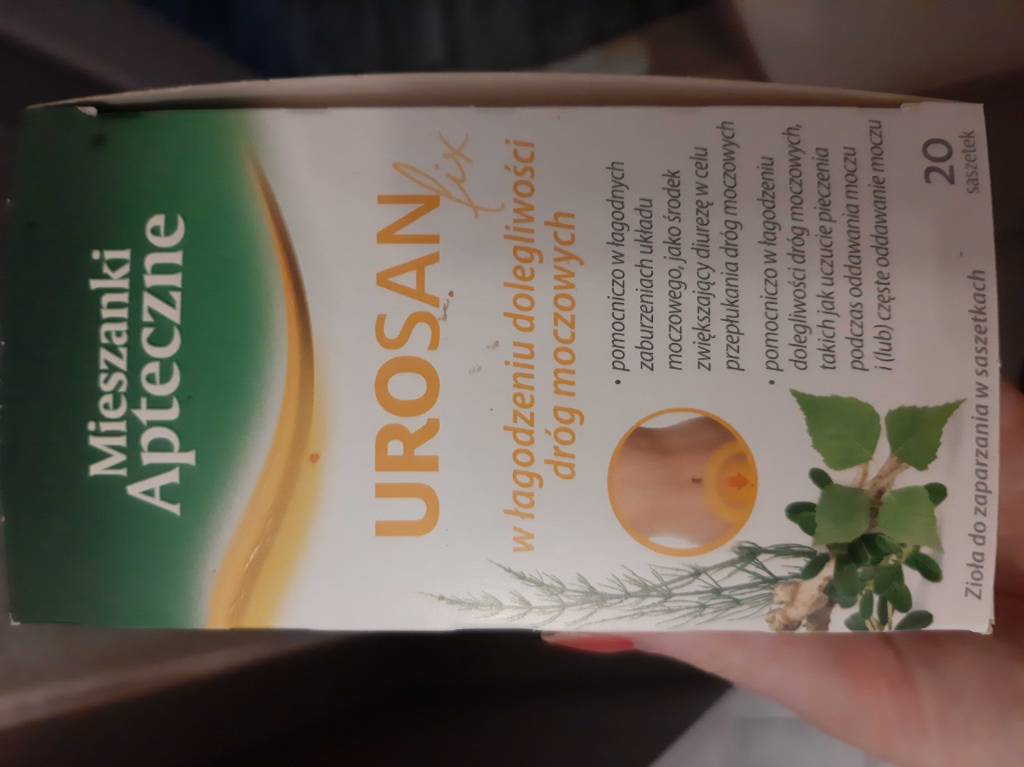 Mieszanki
Apteczne
UROSAN fix
w łagodzeniu dolegliwości
dróg moczowych
• pomocniczo w łagodnych
zaburzeniach układu
moczowego, jako środek
zwiększający diurezę w celu
przepłukania dróg moczowych
• pomocniczo w łagodzeniu
dolegliwości dróg moczowych,
takich jak uczucie pieczenia
podczas oddawania moczu
i (lub) częste oddawanie moczu
Zioła do zaparzania w saszetkach
20
saszetek